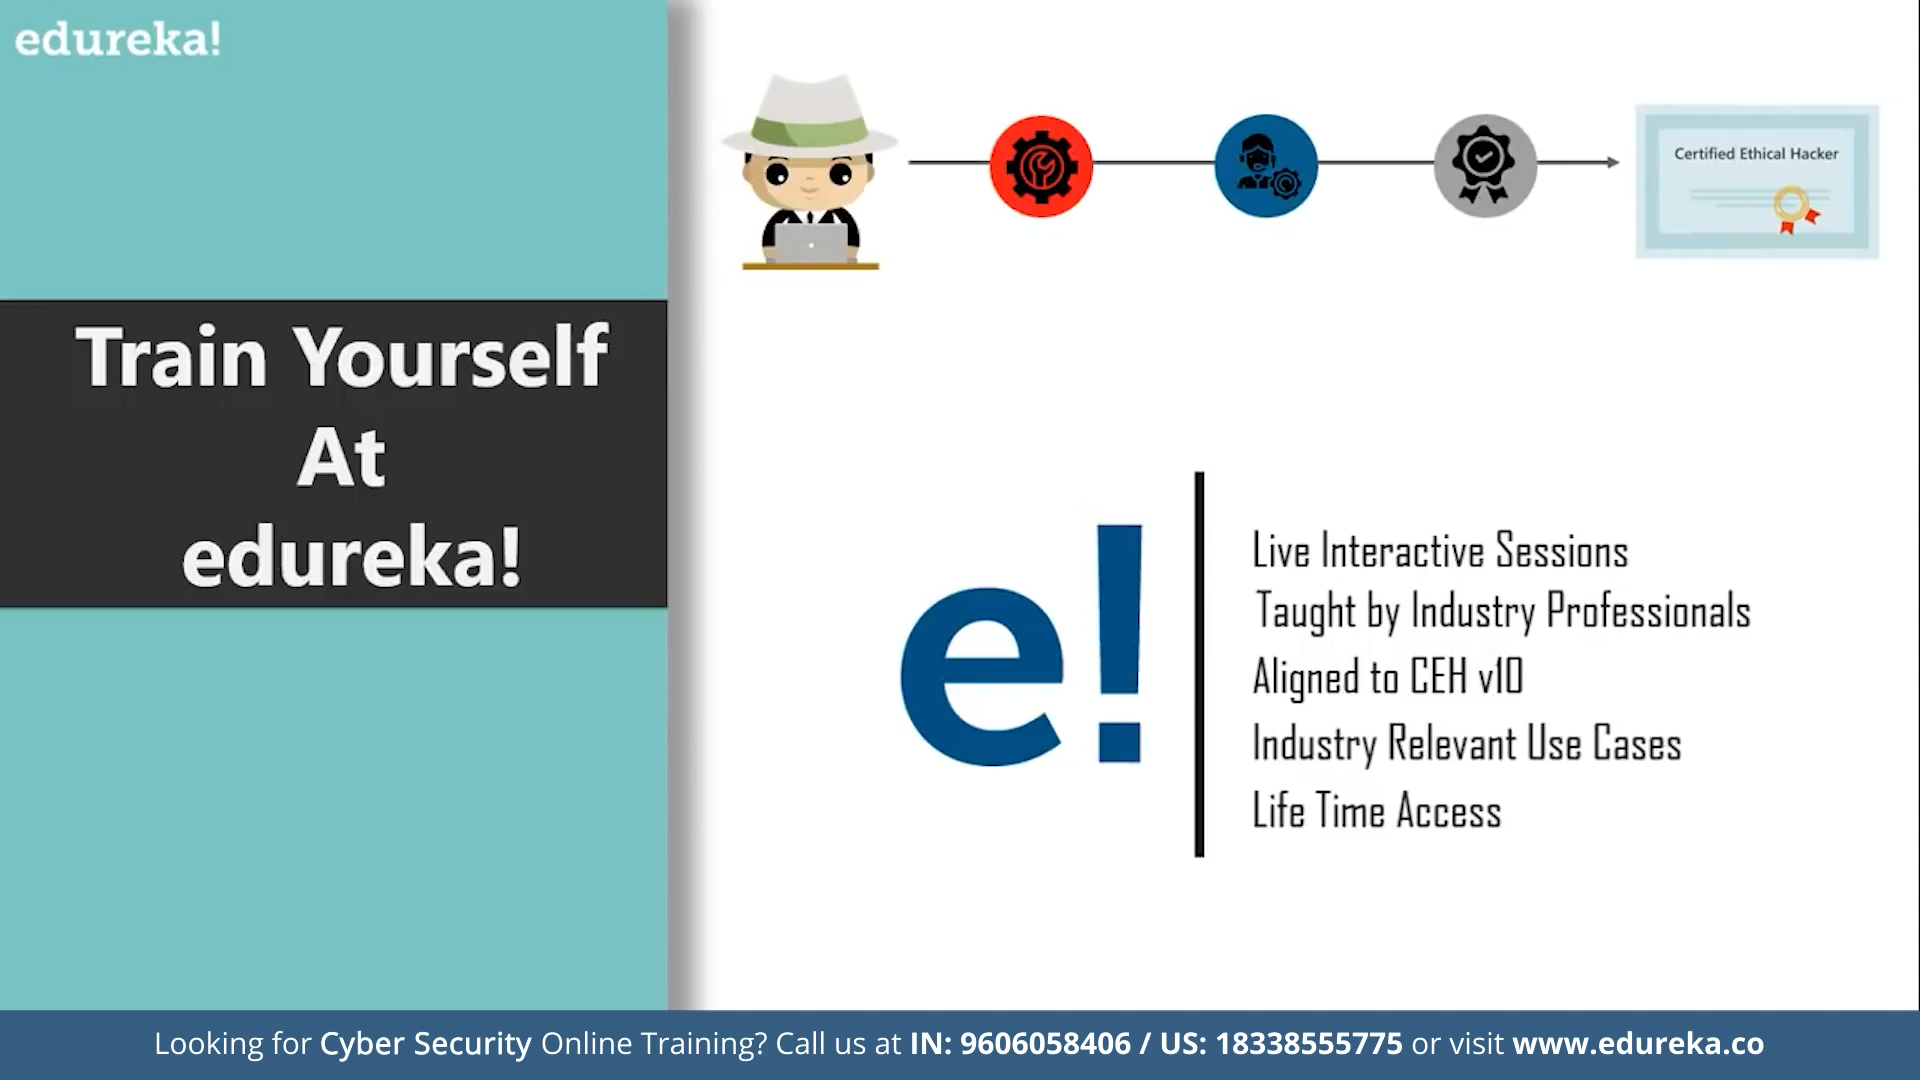 edureka!
Train Yourself
At
edureka!
Certified Ethical Hacker
e!
Live Interactive Sessions
Taught by Industry Professionals
Aligned to CEH v10
Industry Relevant Use Cases
Life Time Access
Looking for Cyber Security Online Training? Call us at IN: 9606058406 / US: 18338555775 or visit www.edureka.co